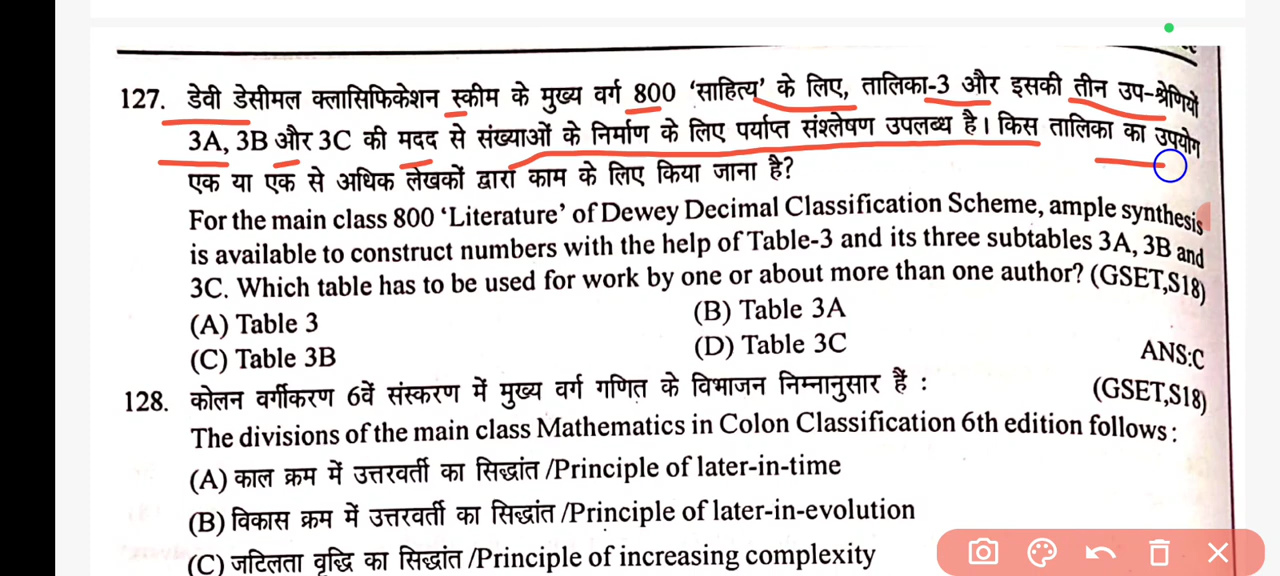 127. डेवी डेसीमल क्लासिफिकेशन स्कीम के मुख्य वर्ग 800 'साहित्य' के लिए, तालिका-3 और इसकी तीन उप-श्रेणियों
3A, 3B और 3C की मदद से संख्याओं के निर्माण के लिए पर्याप्त संश्लेषण उपलब्ध है। किस तालिका का उपयोग
एक या एक से अधिक लेखकों द्वारा काम के लिए किया जाना है?
For the main class 800 'Literature' of Dewey Decimal Classification Scheme, ample synthesis
is available to construct numbers with the help of Table-3 and its three subtables 3A, 3B and
3C. Which table has to be used for work by one or about more than one author? (GSET,S18)
(A) Table 3 (B) Table 3A
(C) Table 3B (D) Table 3C
ANS:C
128. कोलन वर्गीकरण 6वें संस्करण में मुख्य वर्ग गणित के विभाजन निम्नानुसार हैं : (GSET,S18)
The divisions of the main class Mathematics in Colon Classification 6th edition follows :
(A) काल क्रम में उत्तरवर्ती का सिद्धांत /Principle of later-in-time
(B) विकास क्रम में उत्तरवर्ती का सिद्धांत /Principle of later-in-evolution
(C) जटिलता वृद्धि का सिद्धांत /Principle of increasing complexity